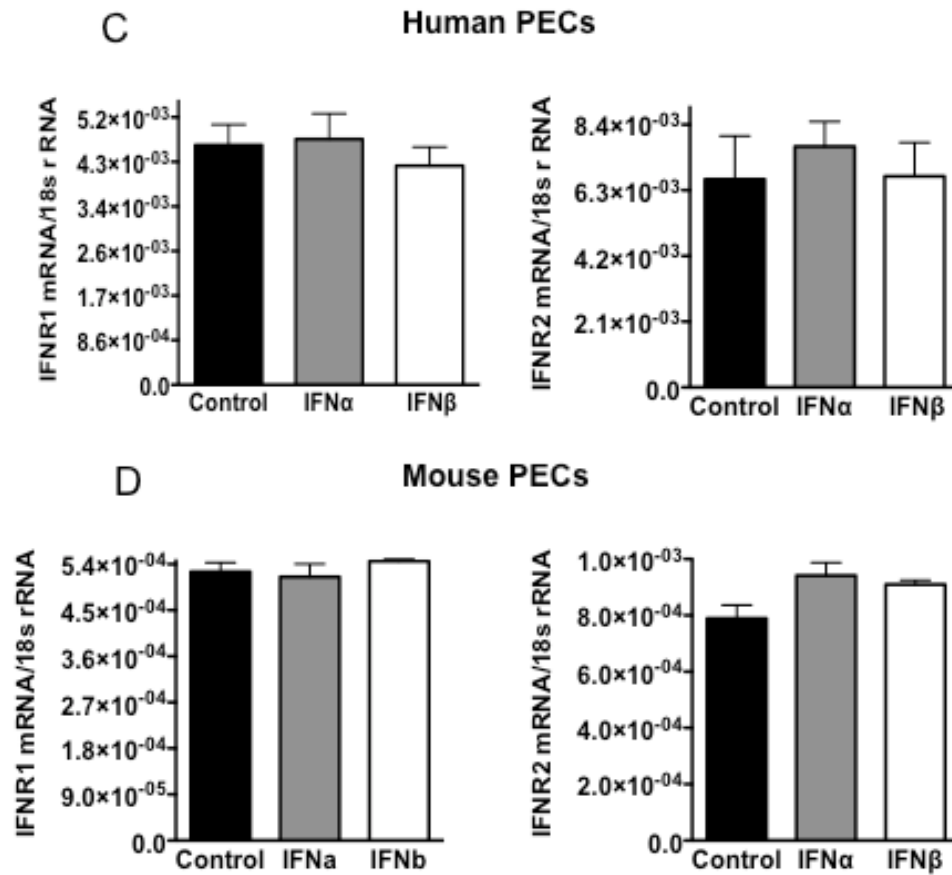 C
Human PECs
IFNR1 mRNA/18s r RNA
5.2×10⁻⁰³
4.3×10⁻⁰³
3.4×10⁻⁰³
2.6×10⁻⁰³
1.7×10⁻⁰³
8.6×10⁻⁰⁴
0.0
Control IFNα IFNβ
IFNR2 mRNA/18s r RNA
8.4×10⁻⁰³
6.3×10⁻⁰³
4.2×10⁻⁰³
2.1×10⁻⁰³
0.0
Control IFNα IFNβ
D
Mouse PECs
IFNR1 mRNA/18s rRNA
5.4×10⁻⁰⁴
4.5×10⁻⁰⁴
3.6×10⁻⁰⁴
2.7×10⁻⁰⁴
1.8×10⁻⁰⁴
9.0×10⁻⁰⁵
0.0
Control IFNa IFNb
IFNR2 mRNA/18s rRNA
1.0×10⁻⁰³
8.0×10⁻⁰⁴
6.0×10⁻⁰⁴
4.0×10⁻⁰⁴
2.0×10⁻⁰⁴
0.0
Control IFNα IFNβ